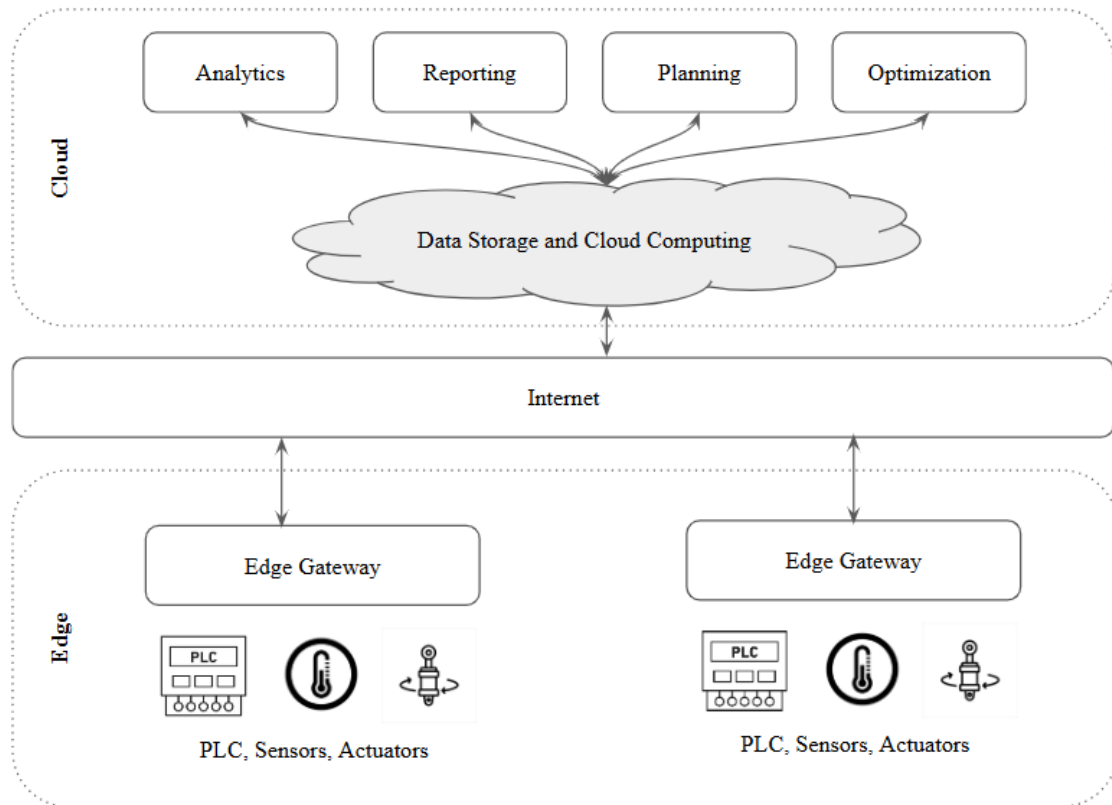 Analytics
Reporting
Planning
Optimization
Cloud
Data Storage and Cloud Computing
Internet
Edge
Edge Gateway
Edge Gateway
PLC
PLC
PLC, Sensors, Actuators
PLC, Sensors, Actuators